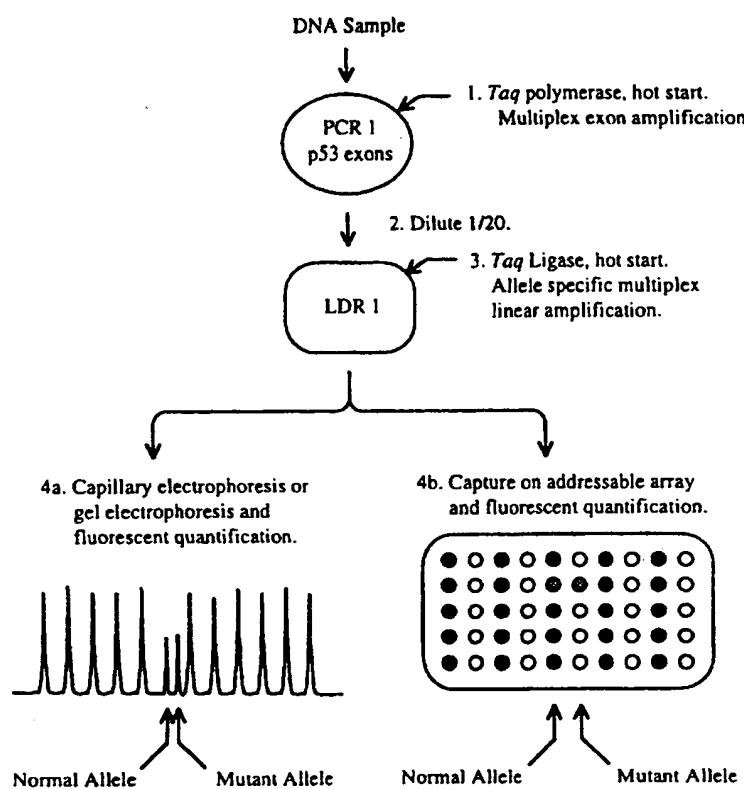 DNA Sample
1. Taq polymerase, hot start.
Multiplex exon amplification
PCR 1
p53 exons
2. Dilute 1/20.
3. Taq Ligase, hot start.
Allele specific multiplex
linear amplification.
LDR 1
4a. Capillary electrophoresis or
gel electrophoresis and
fluorescent quantification.
4b. Capture on addressable array
and fluorescent quantification.
Normal Allele
Mutant Allele
Normal Allele
Mutant Allele